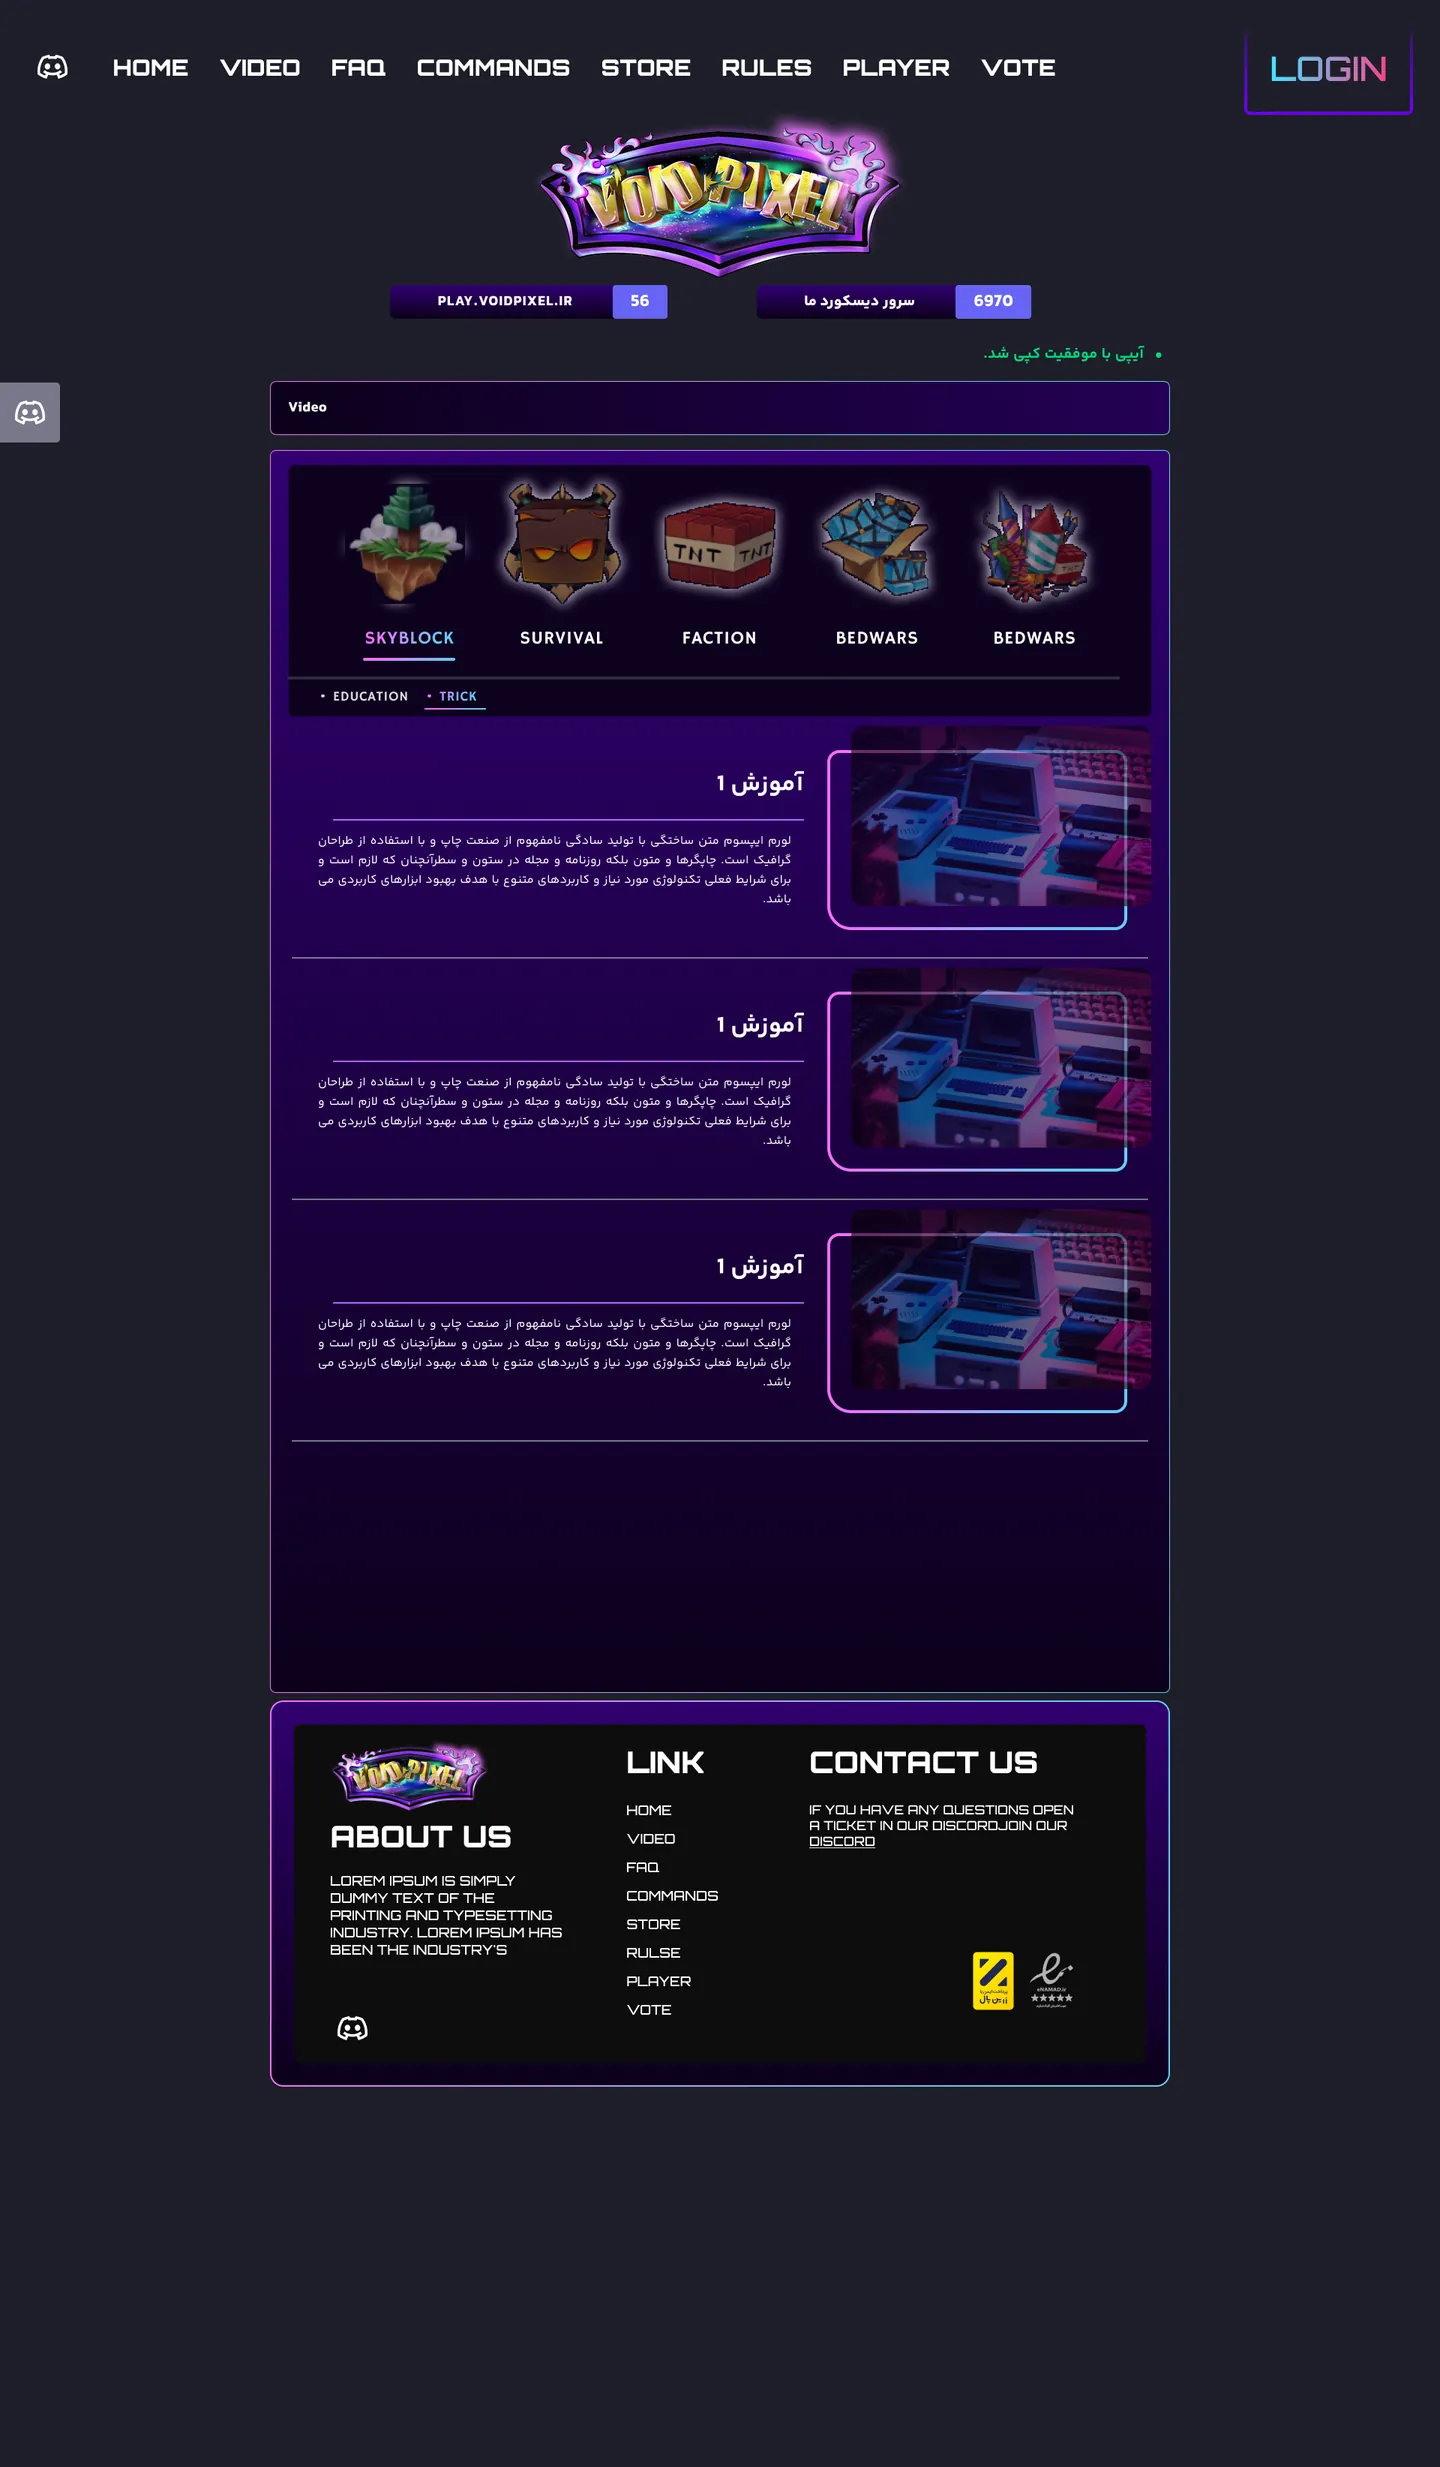 HOME VIDEO FAQ COMMANDS STORE RULES PLAYER VOTE
LOGIN
VOID PIXEL
PLAY.VOIDPIXEL.IR 56
سرور دیسکورد ما 6970
• آیپی با موفقیت کپی شد.
Video
TNT TNT
SKYBLOCK SURVIVAL FACTION BEDWARS BEDWARS
• EDUCATION • TRICK
آموزش 1
لورم ایپسوم متن ساختگی با تولید سادگی نامفهوم از صنعت چاپ و با استفاده از طراحان
گرافیک است. چاپگرها و متون بلکه روزنامه و مجله در ستون و سطرآنچنان که لازم است و
برای شرایط فعلی تکنولوژی مورد نیاز و کاربردهای متنوع با هدف بهبود ابزارهای کاربردی می
باشد.
آموزش 1
لورم ایپسوم متن ساختگی با تولید سادگی نامفهوم از صنعت چاپ و با استفاده از طراحان
گرافیک است. چاپگرها و متون بلکه روزنامه و مجله در ستون و سطرآنچنان که لازم است و
برای شرایط فعلی تکنولوژی مورد نیاز و کاربردهای متنوع با هدف بهبود ابزارهای کاربردی می
باشد.
آموزش 1
لورم ایپسوم متن ساختگی با تولید سادگی نامفهوم از صنعت چاپ و با استفاده از طراحان
گرافیک است. چاپگرها و متون بلکه روزنامه و مجله در ستون و سطرآنچنان که لازم است و
برای شرایط فعلی تکنولوژی مورد نیاز و کاربردهای متنوع با هدف بهبود ابزارهای کاربردی می
باشد.
VOID PIXEL
ABOUT US
LOREM IPSUM IS SIMPLY
DUMMY TEXT OF THE
PRINTING AND TYPESETTING
INDUSTRY. LOREM IPSUM HAS
BEEN THE INDUSTRY'S
LINK
HOME
VIDEO
FAQ
COMMANDS
STORE
RULSE
PLAYER
VOTE
CONTACT US
IF YOU HAVE ANY QUESTIONS OPEN
A TICKET IN OUR DISCORDJOIN OUR
DISCORD
زرین پال
eNAMAD.ir